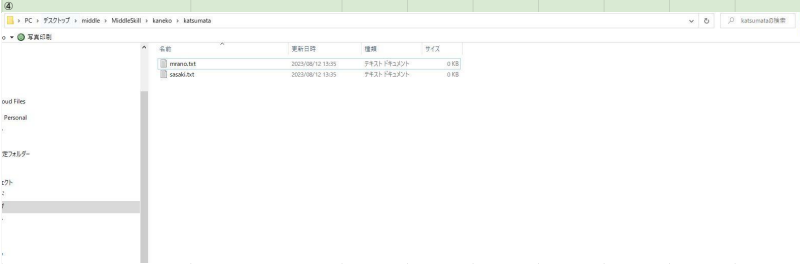 ④
PC > デスクトップ > middle > MiddleSkill > kaneko > katsumata
katsumataの検索
写真印刷
名前 更新日時 種類 サイズ
mrano.txt 2023/08/12 13:35 テキスト ドキュメント 0 KB
sasaki.txt 2023/08/12 13:35 テキスト ドキュメント 0 KB
oud Files
Personal
定フォルダー
ェクト